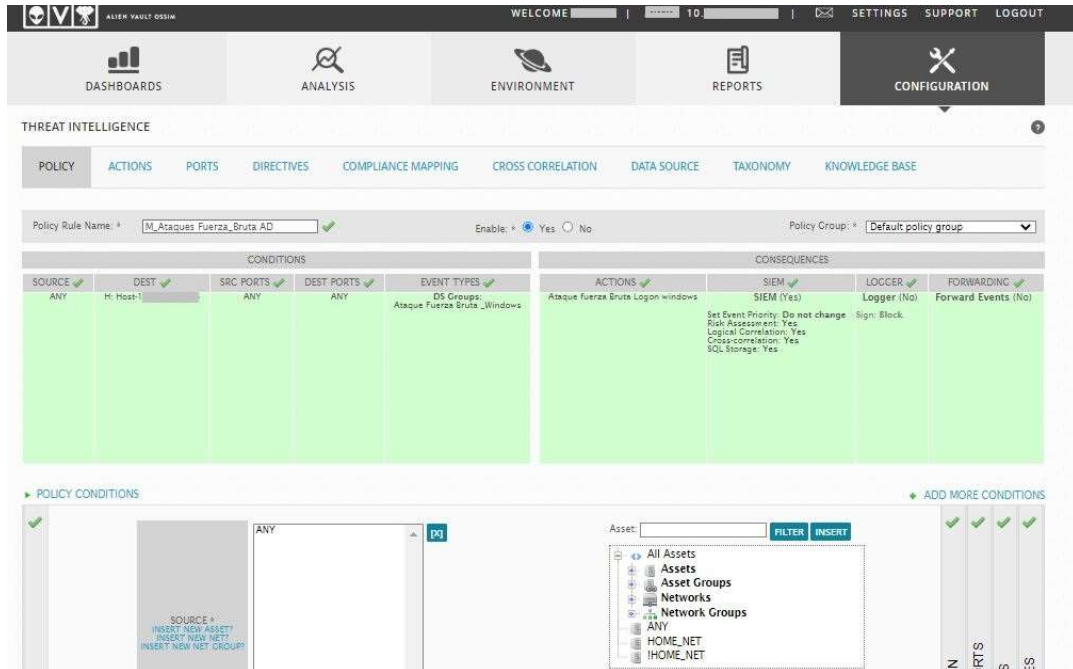 ALIEN VAULT OSSIM
WELCOME | 10. | SETTINGS SUPPORT LOGOUT
DASHBOARDS ANALYSIS ENVIRONMENT REPORTS CONFIGURATION
THREAT INTELLIGENCE ?
POLICY ACTIONS PORTS DIRECTIVES COMPLIANCE MAPPING CROSS CORRELATION DATA SOURCE TAXONOMY KNOWLEDGE BASE
Policy Rule Name: * M_Ataques Fuerza_Bruta AD Enable: * Yes No Policy Group: * Default policy group
CONDITIONS CONSEQUENCES
SOURCE DEST SRC PORTS DEST PORTS EVENT TYPES ACTIONS SIEM LOGGER FORWARDING
ANY H: Host-1 ANY ANY DS Groups: Ataque fuerza Bruta Logon windows SIEM (Yes) Logger (No) Forward Events (No)
Ataque Fuerza Bruta _Windows
Set Event Priority: Do not change Sign: Block.
Risk Assessment: Yes
Logical Correlation: Yes
Cross-correlation: Yes
SQL Storage: Yes
POLICY CONDITIONS ADD MORE CONDITIONS
ANY [X] Asset: FILTER INSERT
All Assets
Assets
Asset Groups
Networks
Network Groups
ANY
HOME_NET
!HOME_NET
SOURCE *
INSERT NEW ASSET?
INSERT NEW NET?
INSERT NEW NET GROUP?